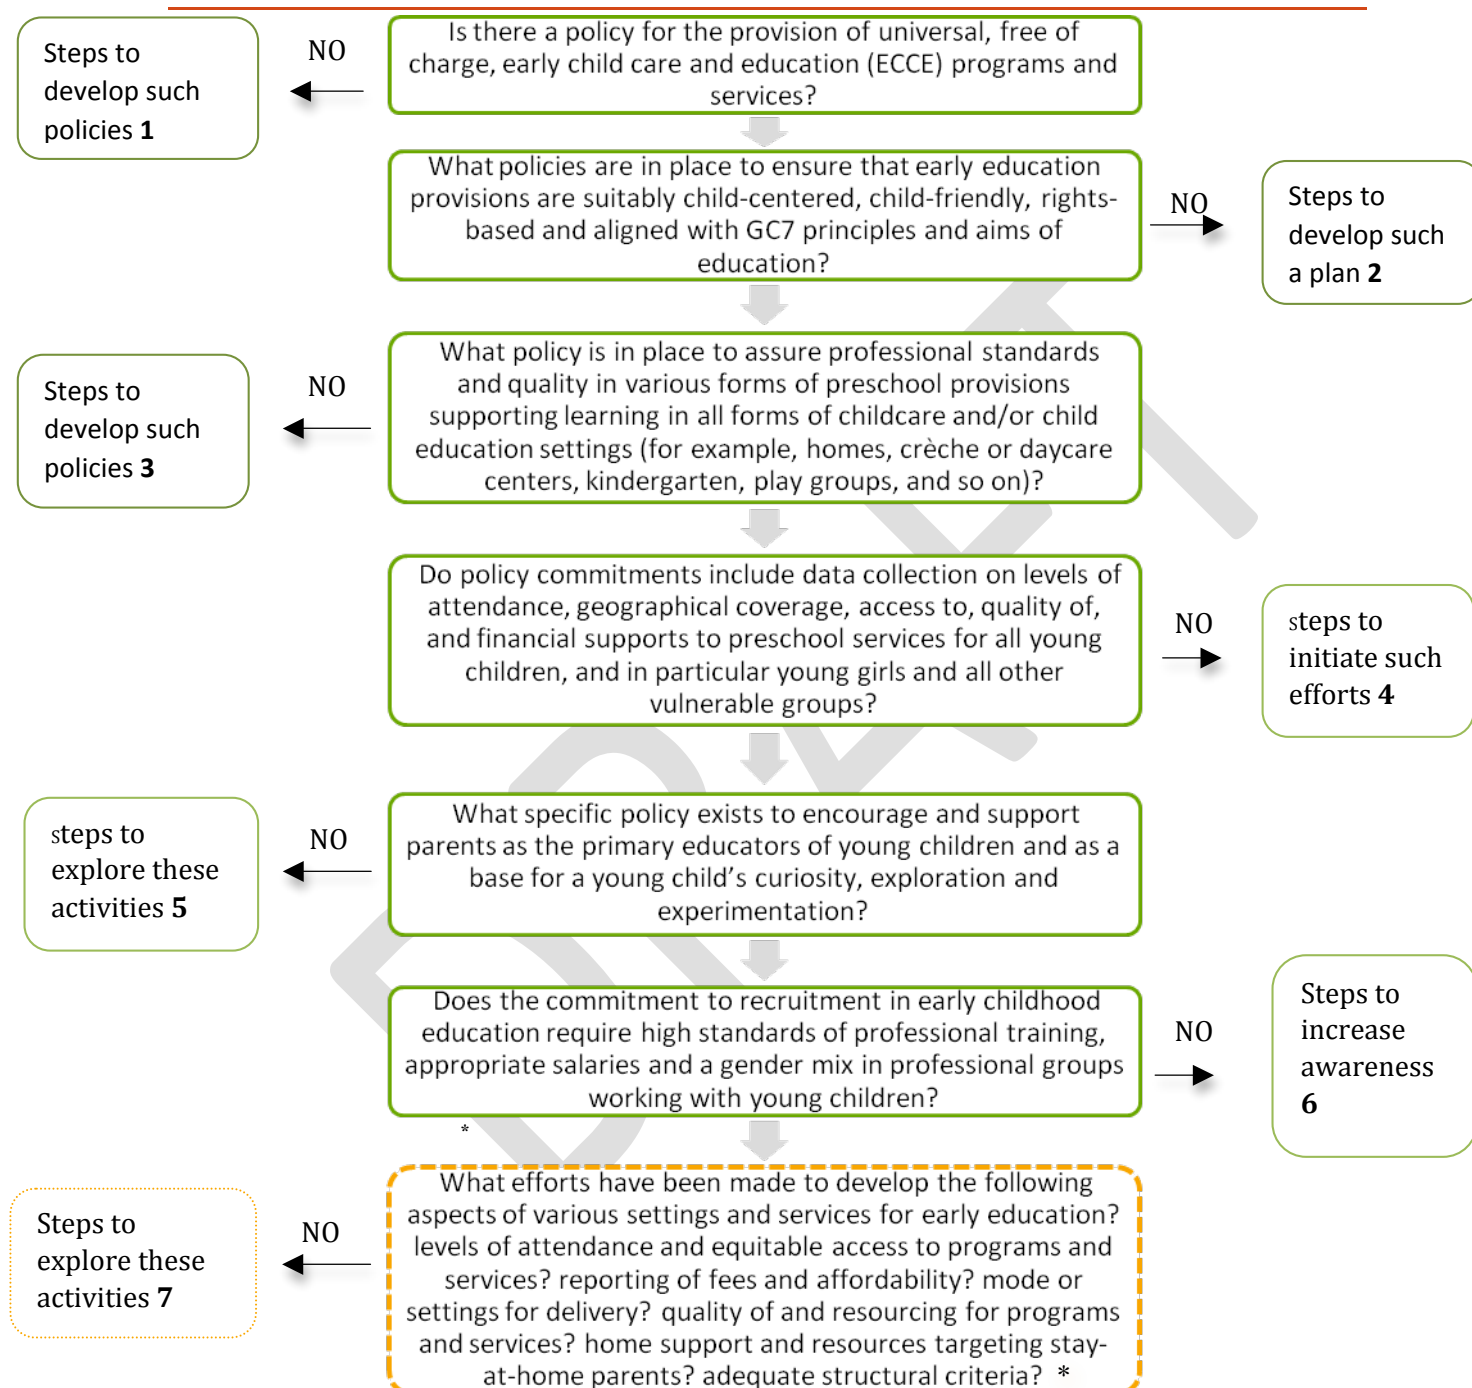 Is there a policy for the provision of universal, free of
charge, early child care and education (ECCE) programs and
services?
NO
Steps to
develop such
policies 1
What policies are in place to ensure that early education
provisions are suitably child-centered, child-friendly, rights-
based and aligned with GC7 principles and aims of
education?
NO
Steps to
develop such
a plan 2
What policy is in place to assure professional standards
and quality in various forms of preschool provisions
supporting learning in all forms of childcare and/or child
education settings (for example, homes, crèche or daycare
centers, kindergarten, play groups, and so on)?
NO
Steps to
develop such
policies 3
Do policy commitments include data collection on levels of
attendance, geographical coverage, access to, quality of,
and financial supports to preschool services for all young
children, and in particular young girls and all other
vulnerable groups?
NO
steps to
initiate such
efforts 4
What specific policy exists to encourage and support
parents as the primary educators of young children and as a
base for a young child's curiosity, exploration and
experimentation?
NO
steps to
explore these
activities 5
Does the commitment to recruitment in early childhood
education require high standards of professional training,
appropriate salaries and a gender mix in professional groups
working with young children?
NO
Steps to
increase
awareness
6
*
What efforts have been made to develop the following
aspects of various settings and services for early education?
levels of attendance and equitable access to programs and
services? reporting of fees and affordability? mode or
settings for delivery? quality of and resourcing for programs
and services? home support and resources targeting stay-
at-home parents? adequate structural criteria? *
NO
Steps to
explore these
activities 7
DRAFT